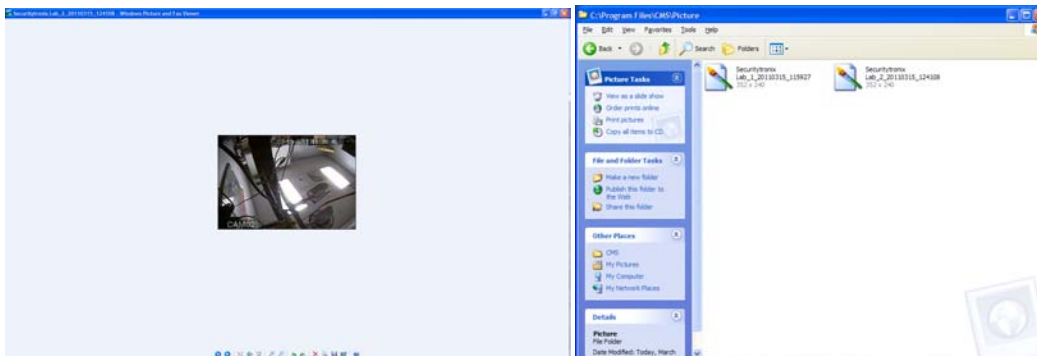 Securitytronix Lab_2_20110315_124108 - Windows Picture and Fax Viewer
CAM02
C:\Program Files\CMS\Picture
File Edit View Favorites Tools Help
Back Search Folders
Picture Tasks
View as a slide show
Order prints online
Print pictures
Copy all items to CD
File and Folder Tasks
Make a new folder
Publish this folder to
the Web
Share this folder
Other Places
CMS
My Pictures
My Computer
My Network Places
Details
Picture
File Folder
Date Modified: Today, March
Securitytronix
Lab_1_20110315_115927
352 x 240
Securitytronix
Lab_2_20110315_124108
352 x 240